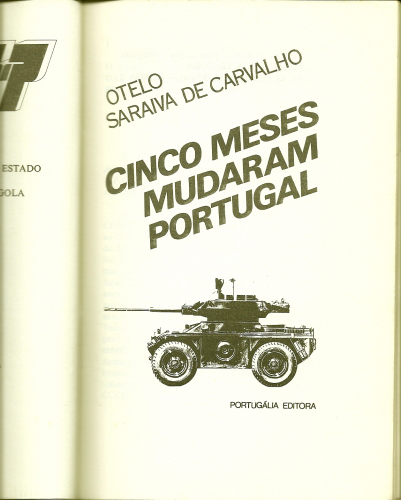 ESTADO
GOLA
OTELO
SARAIVA DE CARVALHO
CINCO MESES
MUDARAM
PORTUGAL
PORTUGÁLIA EDITORA